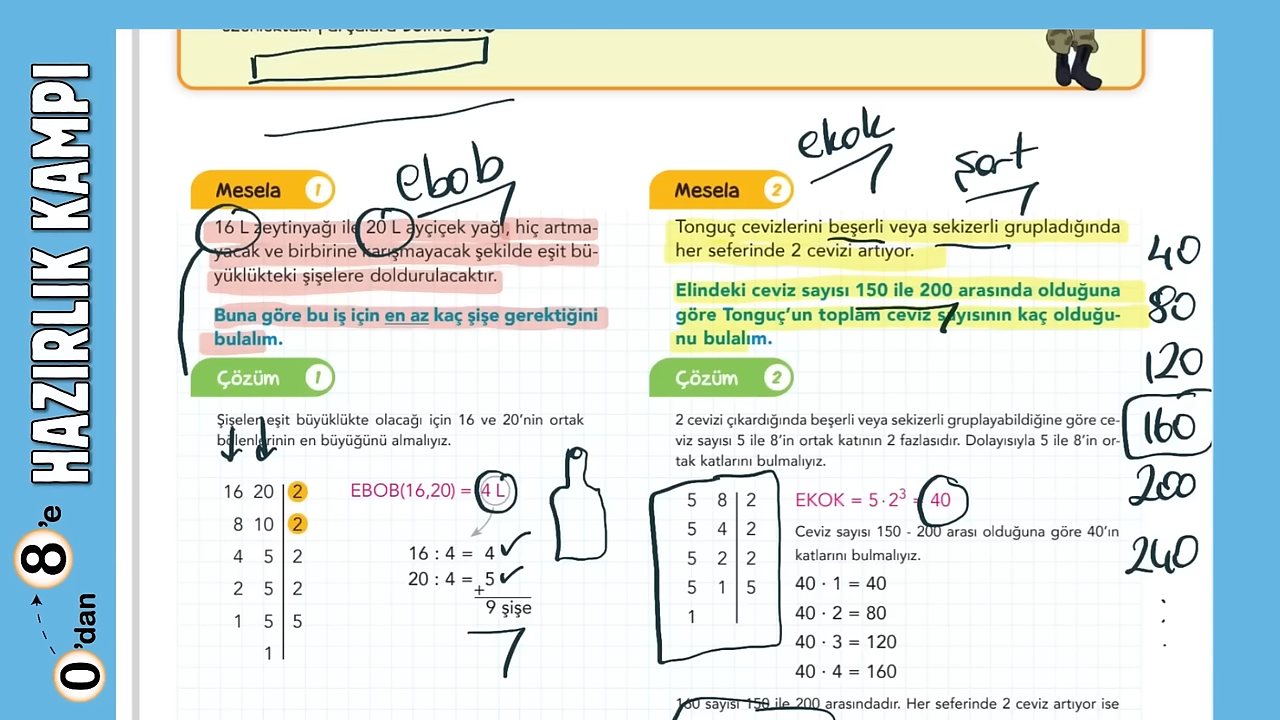 0'dan 8'e HAZIRLIK KAMPI
ebob
Mesela 1
16 L zeytinyağı ile 20 L ayçiçek yağı, hiç artma-
yacak ve birbirine karışmayacak şekilde eşit bü-
yüklükteki şişelere doldurulacaktır.
Buna göre bu iş için en az kaç şişe gerektiğini
bulalım.
Çözüm 1
Şişeler eşit büyüklükte olacağı için 16 ve 20'nin ortak
bölenlerinin en büyüğünü almalıyız.
16 20 2
8 10 2
4 5 2
2 5 2
1 5 5
1
EBOB(16,20) = 4 L
16 : 4 = 4
20 : 4 = 5
+
9 şişe
ekok
şart
Mesela 2
Tonguç cevizlerini beşerli veya sekizerli grupladığında
her seferinde 2 cevizi artıyor.
Elindeki ceviz sayısı 150 ile 200 arasında olduğuna
göre Tonguç'un toplam ceviz sayısının kaç olduğu-
nu bulalım.
Çözüm 2
2 cevizi çıkardığında beşerli veya sekizerli gruplayabildiğine göre ce-
viz sayısı 5 ile 8'in ortak katının 2 fazlasıdır. Dolayısıyla 5 ile 8'in or-
tak katlarını bulmalıyız.
5 8 2
5 4 2
5 2 2
5 1 5
1
EKOK = 5·2³ = 40
Ceviz sayısı 150 - 200 arası olduğuna göre 40'ın
katlarını bulmalıyız.
40 · 1 = 40
40 · 2 = 80
40 · 3 = 120
40 · 4 = 160
160 sayısı 150 ile 200 arasındadır. Her seferinde 2 ceviz artıyor ise
40
80
120
160
200
240